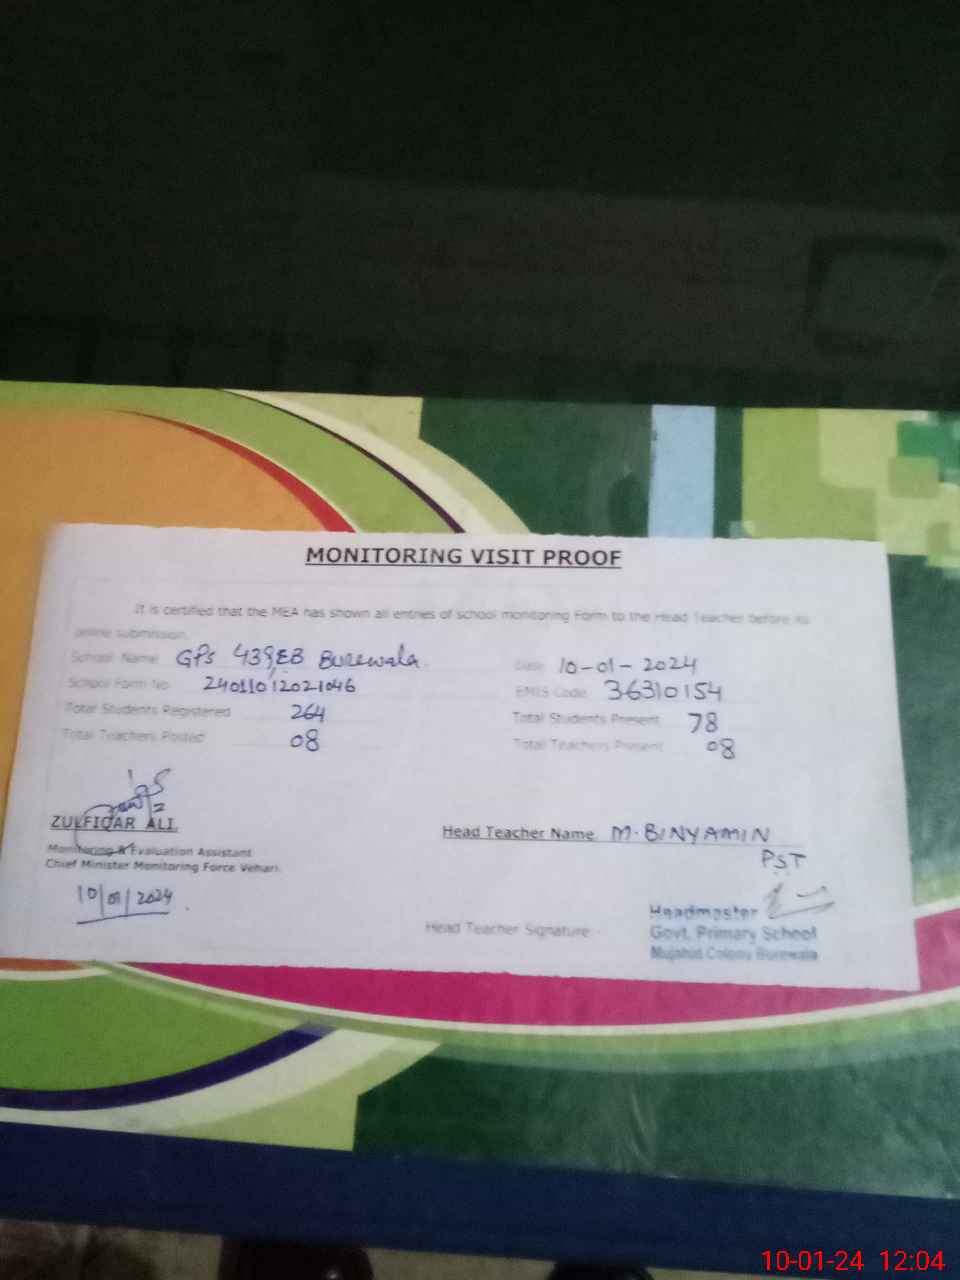 MONITORING VISIT PROOF
It is certified that the MEA has shown all entries of school monitoring Form to the Head Teacher before its
online submission.
School Name GPS 439,EB Burewala. Date 10-01-2024
School Form No 24011012021046 EMIS Code 36310154
Total Students Registered 264 Total Students Present 78
Total Teachers Posted 08 Total Teachers Present 08
ZULFIQAR ALI
Monitoring & Evaluation Assistant
Chief Minister Monitoring Force Vehari.
10/01/2024
Head Teacher Name M.BINYAMIN
PST
Head Teacher Signature
Headmaster
Govt. Primary School
Mujahid Colony Burewala
10-01-24 12:04